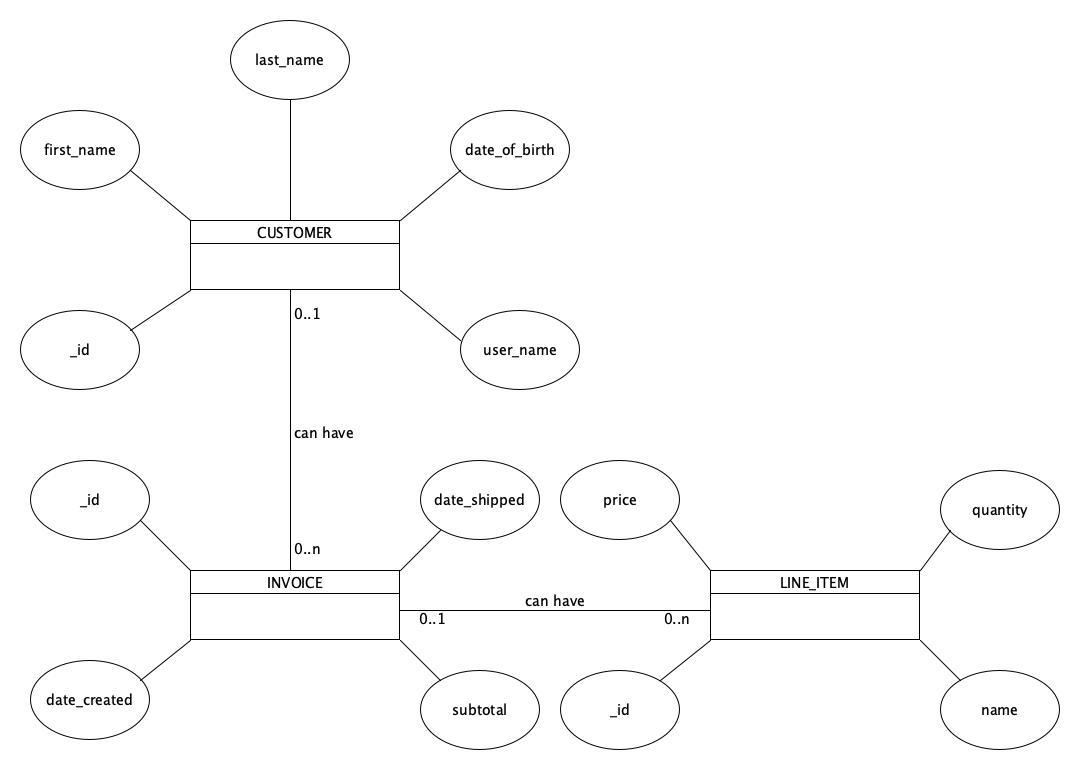 last_name
first_name
date_of_birth
CUSTOMER
0..1
_id
user_name
can have
_id
date_shipped
price
quantity
0..n
INVOICE
LINE_ITEM
can have
0..1
0..n
date_created
subtotal
_id
name